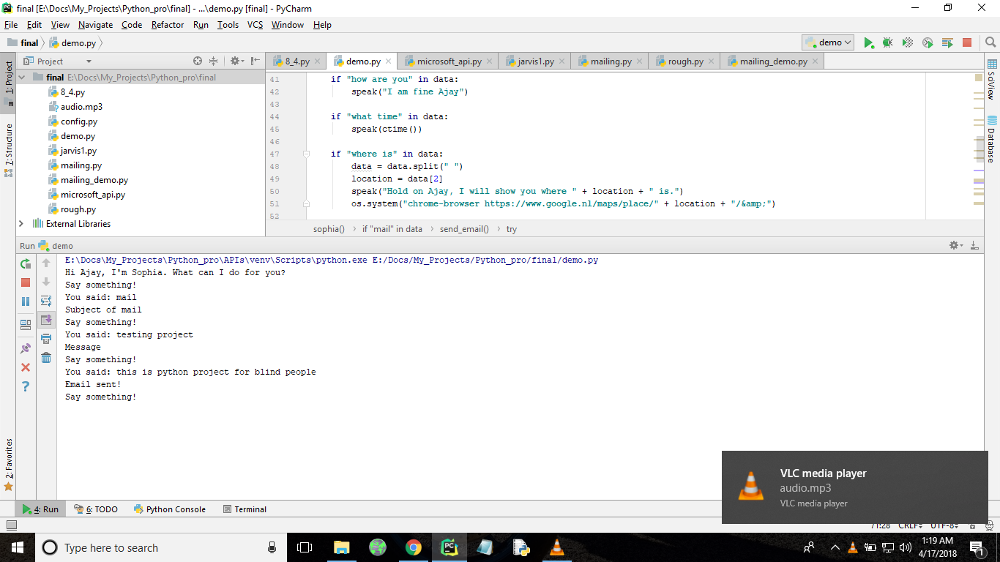 final [E:\Docs\My_Projects\Python_pro\final] - ...\demo.py [final] - PyCharm
File Edit View Navigate Code Refactor Run Tools VCS Window Help
final demo.py demo
1: Project
7: Structure
2: Favorites
Project
final E:\Docs\My_Projects\Python_pro\final
8_4.py
audio.mp3
config.py
demo.py
jarvis1.py
mailing.py
mailing_demo.py
microsoft_api.py
rough.py
External Libraries
8_4.py demo.py microsoft_api.py jarvis1.py mailing.py rough.py mailing_demo.py
41 if "how are you" in data:
42 speak("I am fine Ajay")
43
44 if "what time" in data:
45 speak(ctime())
46
47 if "where is" in data:
48 data = data.split(" ")
49 location = data[2]
50 speak("Hold on Ajay, I will show you where " + location + " is.")
51 os.system("chrome-browser https://www.google.nl/maps/place/" + location + "/&amp;")
52
sophia() if "mail" in data send_email() try
SciView
Database
Run demo
E:\Docs\My_Projects\Python_pro\APIs\venv\Scripts\python.exe E:/Docs/My_Projects/Python_pro/final/demo.py
Hi Ajay, I'm Sophia. What can I do for you?
Say something!
You said: mail
Subject of mail
Say something!
You said: testing project
Message
Say something!
You said: this is python project for blind people
Email sent!
Say something!
VLC media player
audio.mp3
VLC media player
4: Run 6: TODO Python Console Terminal
71:28 CRLF UTF-8
Type here to search
1:19 AM
4/17/2018
1